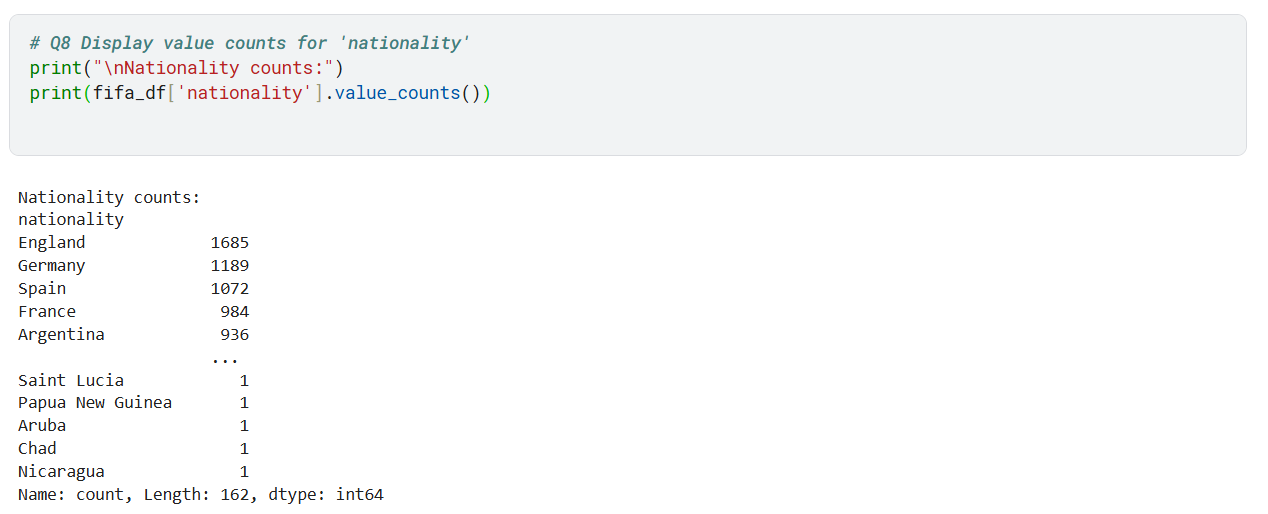 # Q8 Display value counts for 'nationality'
print("\nNationality counts:")
print(fifa_df['nationality'].value_counts())
Nationality counts:
nationality
England             1685
Germany             1189
Spain               1072
France               984
Argentina            936
                    ...
Saint Lucia            1
Papua New Guinea       1
Aruba                  1
Chad                   1
Nicaragua              1
Name: count, Length: 162, dtype: int64